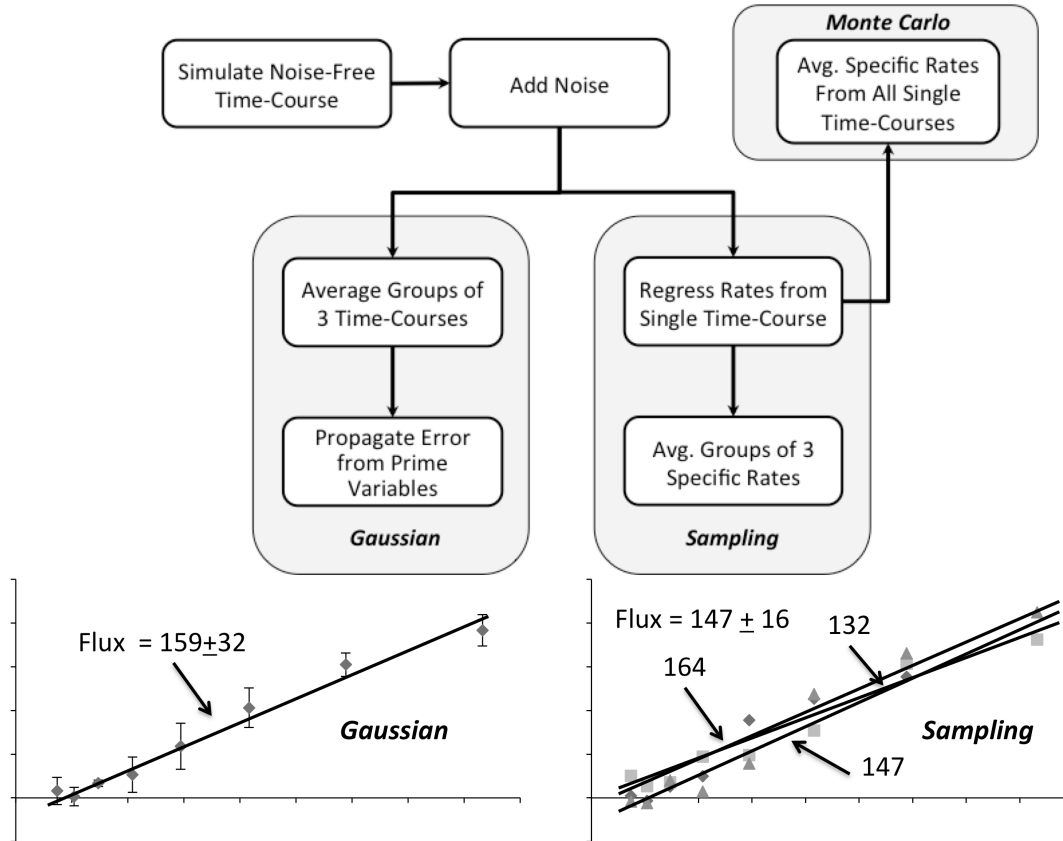 Monte Carlo
Simulate Noise-Free
Time-Course
Add Noise
Avg. Specific Rates
From All Single
Time-Courses
Average Groups of
3 Time-Courses
Propagate Error
from Prime
Variables
Gaussian
Regress Rates from
Single Time-Course
Avg. Groups of 3
Specific Rates
Sampling
Flux = 159±32
Gaussian
Flux = 147 ± 16
132
164
147
Sampling